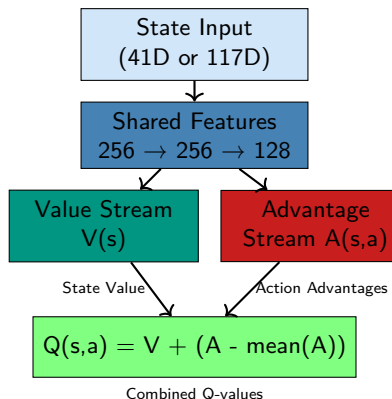 State Input
(41D or 117D)
Shared Features
256 → 256 → 128
Value Stream
V(s)
Advantage
Stream A(s,a)
State Value
Action Advantages
Q(s,a) = V + (A - mean(A))
Combined Q-values